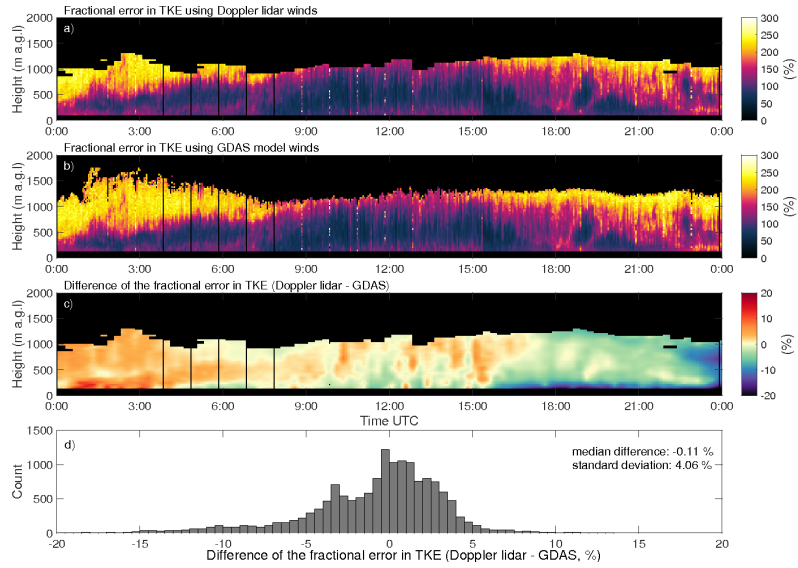 Fractional error in TKE using Doppler lidar winds
a)
Height (m a.g.l)
2000
1500
1000
500
0
0:00 3:00 6:00 9:00 12:00 15:00 18:00 21:00 0:00
300
250
200
150
100
50
0
(%)
Fractional error in TKE using GDAS model winds
b)
Height (m a.g.l)
2000
1500
1000
500
0
0:00 3:00 6:00 9:00 12:00 15:00 18:00 21:00 0:00
300
250
200
150
100
50
0
(%)
Difference of the fractional error in TKE (Doppler lidar - GDAS)
c)
Height (m a.g.l)
2000
1500
1000
500
0
0:00 3:00 6:00 9:00 12:00 15:00 18:00 21:00 0:00
Time UTC
20
10
0
-10
-20
(%)
d)
median difference: -0.11 %
standard deviation: 4.06 %
Count
1500
1000
500
0
-20 -15 -10 -5 0 5 10 15 20
Difference of the fractional error in TKE (Doppler lidar - GDAS, %)